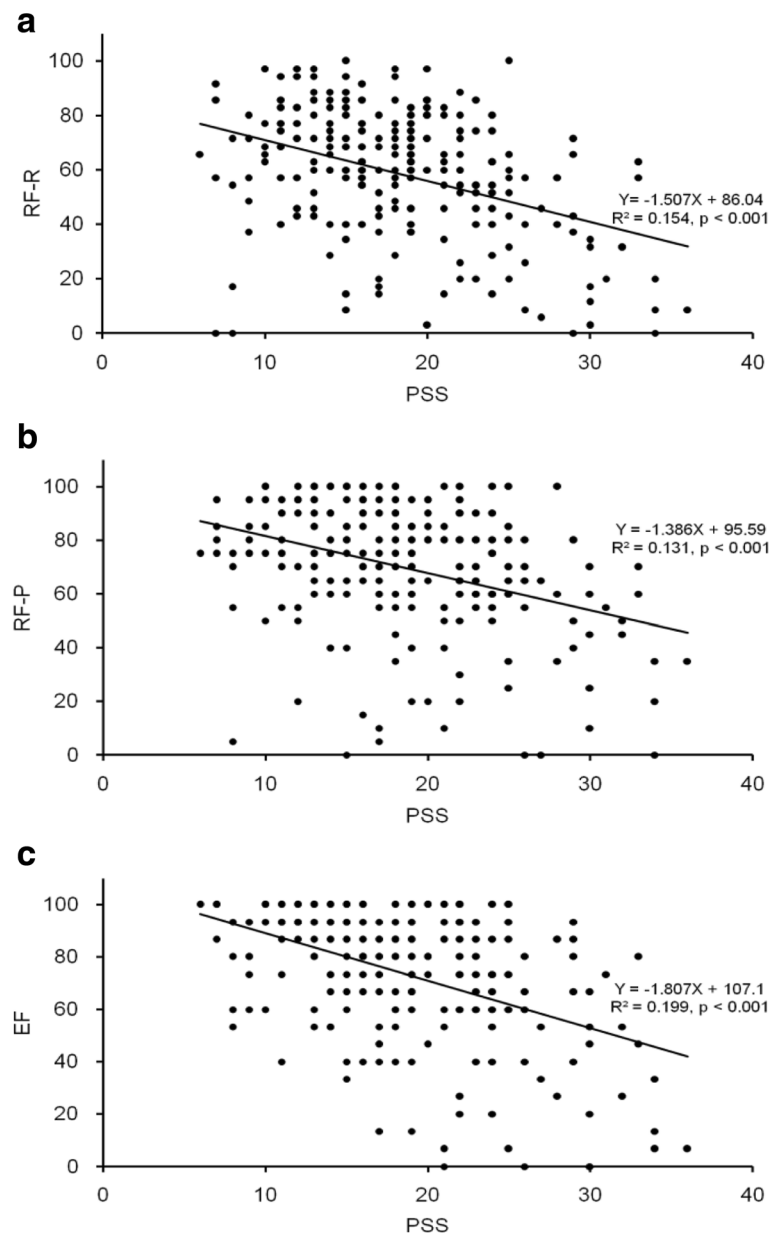 a
100
80
60
40
20
0
RF-R
Y= -1.507X + 86.04
R² = 0.154, p < 0.001
0 10 20 30 40
PSS
b
100
80
60
40
20
0
RF-P
Y = -1.386X + 95.59
R² = 0.131, p < 0.001
0 10 20 30 40
PSS
c
100
80
60
40
20
0
EF
Y = -1.807X + 107.1
R² = 0.199, p < 0.001
0 10 20 30 40
PSS